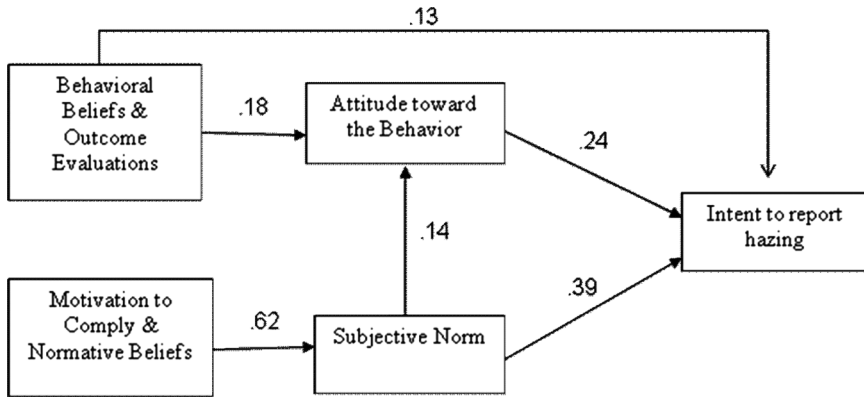 .13
Behavioral
Beliefs &
Outcome
Evaluations
.18
Attitude toward
the Behavior
.24
Intent to report
hazing
.14
.39
Motivation to
Comply &
Normative Beliefs
.62
Subjective Norm